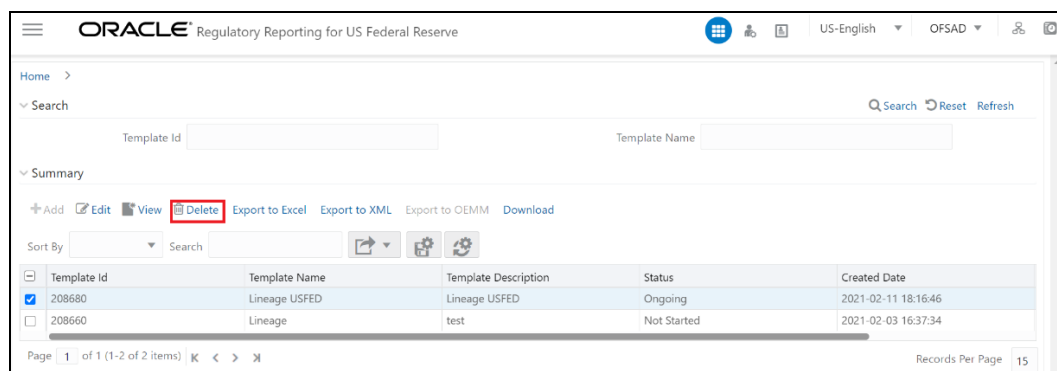 ORACLE® Regulatory Reporting for US Federal Reserve US-English OFSAD
Home >
Search Search Reset Refresh
Template Id Template Name
Summary
Add Edit View Delete Export to Excel Export to XML Export to OEMM Download
Sort By Search
Template Id Template Name Template Description Status Created Date
208680 Lineage USFED Lineage USFED Ongoing 2021-02-11 18:16:46
208660 Lineage test Not Started 2021-02-03 16:37:34
Page 1 of 1 (1-2 of 2 items) Records Per Page 15